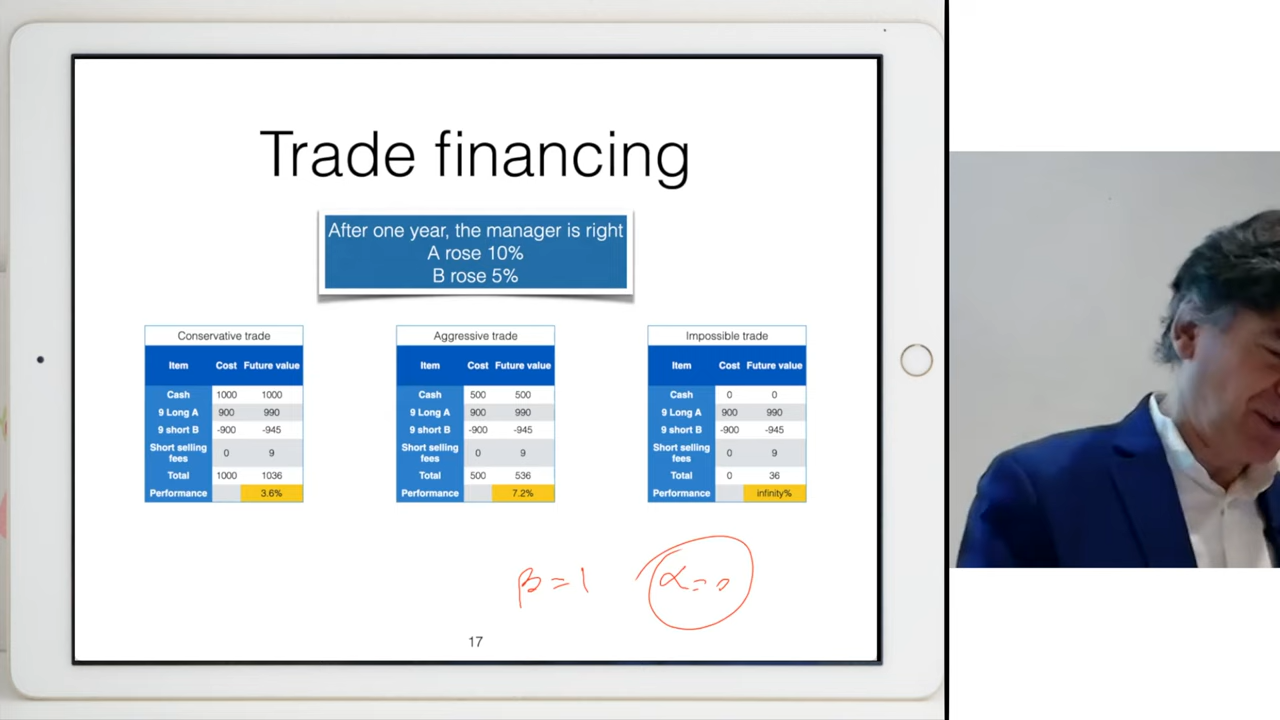 Trade financing
After one year, the manager is right
A rose 10%
B rose 5%
Conservative trade
Item Cost Future value
Cash 1000 1000
9 Long A 900 990
9 short B -900 -945
Short selling fees 0 9
Total 1000 1036
Performance 3.6%
Aggressive trade
Item Cost Future value
Cash 500 500
9 Long A 900 990
9 short B -900 -945
Short selling fees 0 9
Total 500 536
Performance 7.2%
Impossible trade
Item Cost Future value
Cash 0 0
9 Long A 900 990
9 short B -900 -945
Short selling fees 0 9
Total 0 36
Performance infinity%
β = 1 α = 0
17